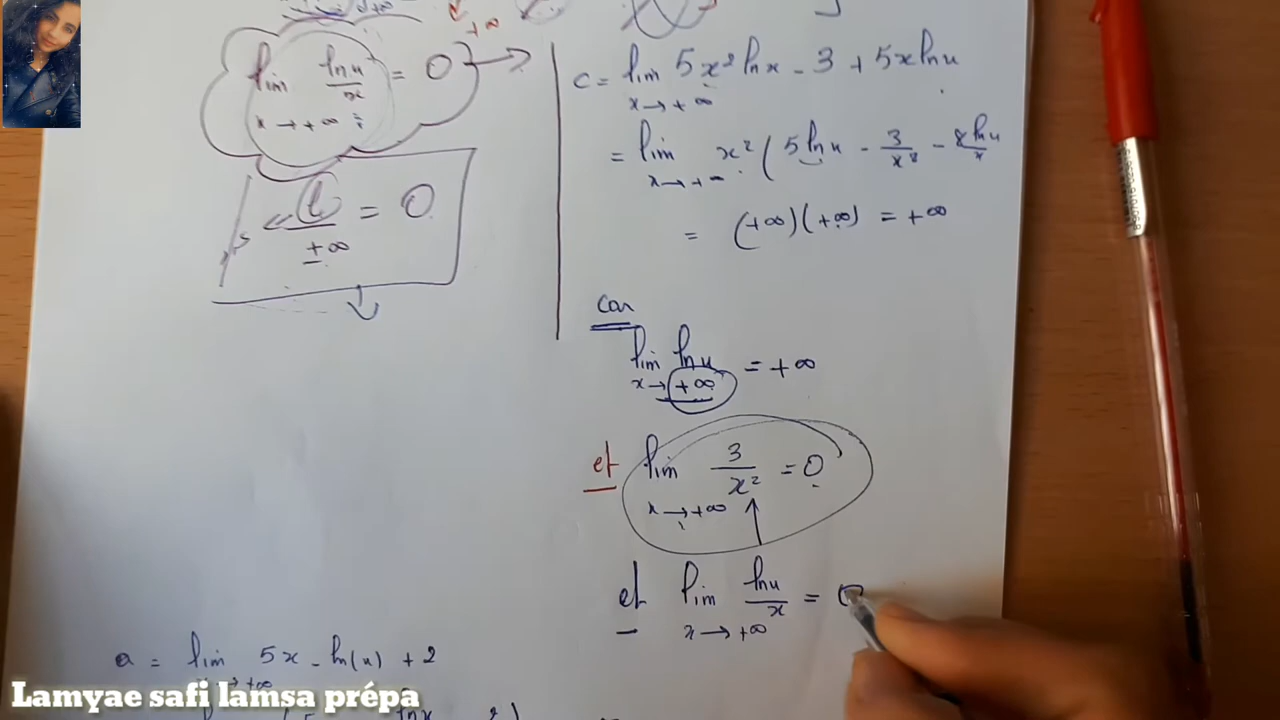 lim ln x / x = 0
x → +∞
l / +∞ = 0
C = lim 5x² ln x - 3 + 5x ln x
x → +∞
= lim x² ( 5 ln x - 3/x² - ln x / x
x → +∞
= (+∞)(+∞) = +∞
car
lim ln x = +∞
x → +∞
et lim 3/x² = 0
x → +∞
et lim ln x / x = 0
x → +∞
a = lim 5x - ln(x) + 2
x → +∞
Lamyae safi lamsa prépa